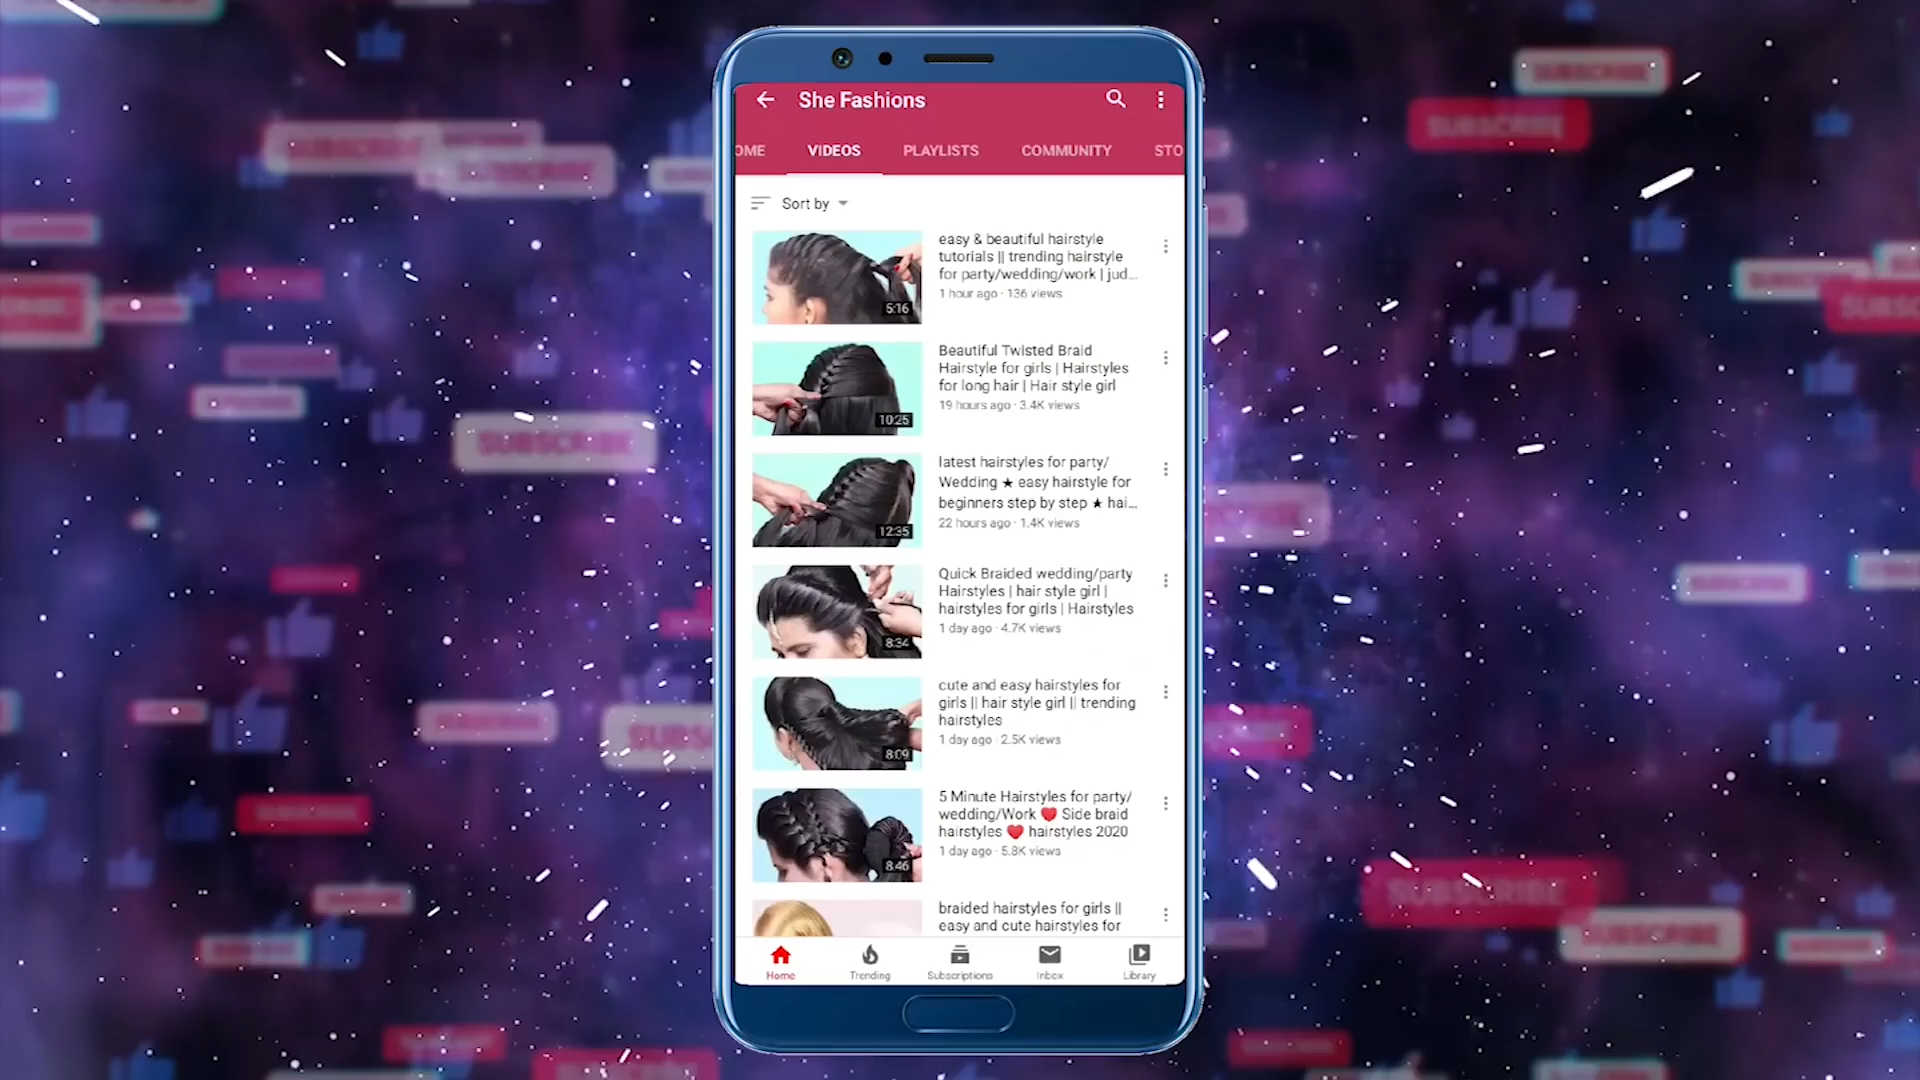 She Fashions
OME VIDEOS PLAYLISTS COMMUNITY STO
Sort by
easy & beautiful hairstyle
tutorials || trending hairstyle
for party/wedding/work | jud...
1 hour ago · 136 views
5:16
Beautiful Twisted Braid
Hairstyle for girls | Hairstyles
for long hair | Hair style girl
19 hours ago · 3.4K views
10:25
latest hairstyles for party/
Wedding ★ easy hairstyle for
beginners step by step ★ hai...
22 hours ago · 1.4K views
12:35
Quick Braided wedding/party
Hairstyles | hair style girl |
hairstyles for girls | Hairstyles
1 day ago · 4.7K views
8:34
cute and easy hairstyles for
girls || hair style girl || trending
hairstyles
1 day ago · 2.5K views
8:09
5 Minute Hairstyles for party/
wedding/Work ❤ Side braid
hairstyles ❤ hairstyles 2020
1 day ago · 5.8K views
8:46
braided hairstyles for girls ||
easy and cute hairstyles for
Home Trending Subscriptions Inbox Library
SUBSCRIBE
SUBSCRIBE
SUBSCRIBE
SUBSCRIBE